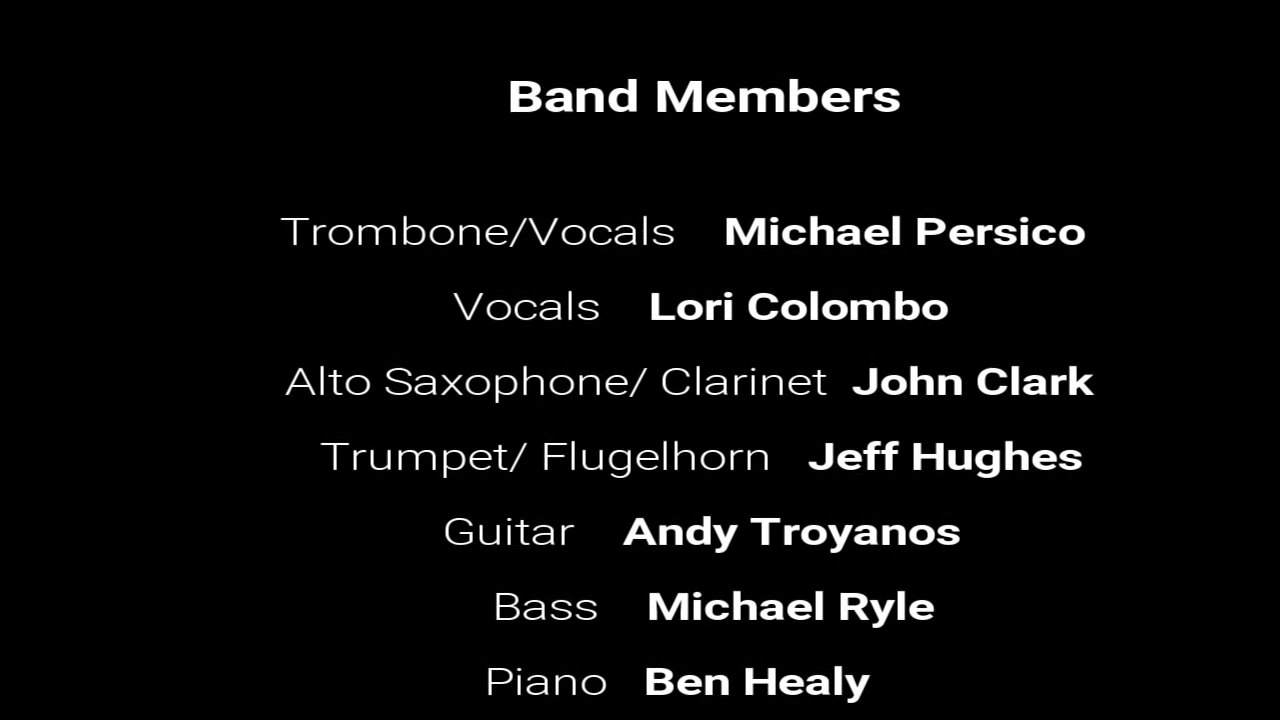 Band Members
Trombone/Vocals Michael Persico
Vocals Lori Colombo
Alto Saxophone/ Clarinet John Clark
Trumpet/ Flugelhorn Jeff Hughes
Guitar Andy Troyanos
Bass Michael Ryle
Piano Ben Healy